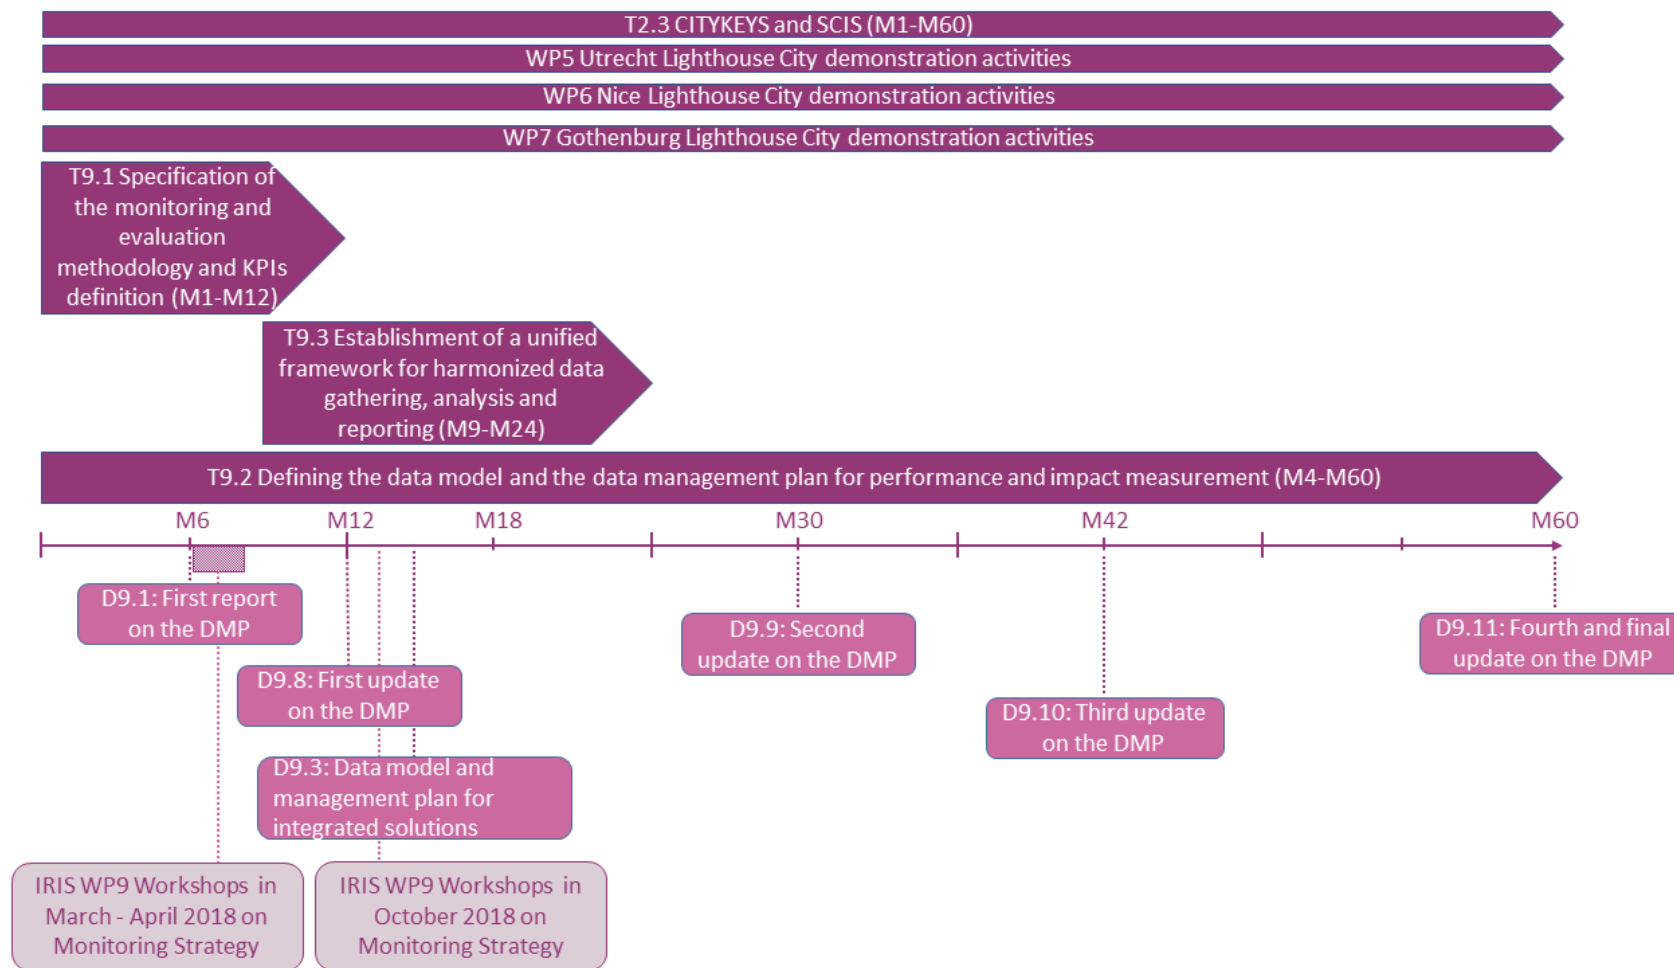 T2.3 CITYKEYS and SCIS (M1-M60)
WP5 Utrecht Lighthouse City demonstration activities
WP6 Nice Lighthouse City demonstration activities
WP7 Gothenburg Lighthouse City demonstration activities
T9.1 Specification of
the monitoring and
evaluation
methodology and KPIs
definition (M1-M12)
T9.3 Establishment of a unified
framework for harmonized data
gathering, analysis and
reporting (M9-M24)
T9.2 Defining the data model and the data management plan for performance and impact measurement (M4-M60)
M6
M12
M18
M30
M42
M60
D9.1: First report
on the DMP
D9.8: First update
on the DMP
D9.3: Data model and
management plan for
integrated solutions
D9.9: Second
update on the DMP
D9.10: Third update
on the DMP
D9.11: Fourth and final
update on the DMP
IRIS WP9 Workshops in
March - April 2018 on
Monitoring Strategy
IRIS WP9 Workshops in
October 2018 on
Monitoring Strategy